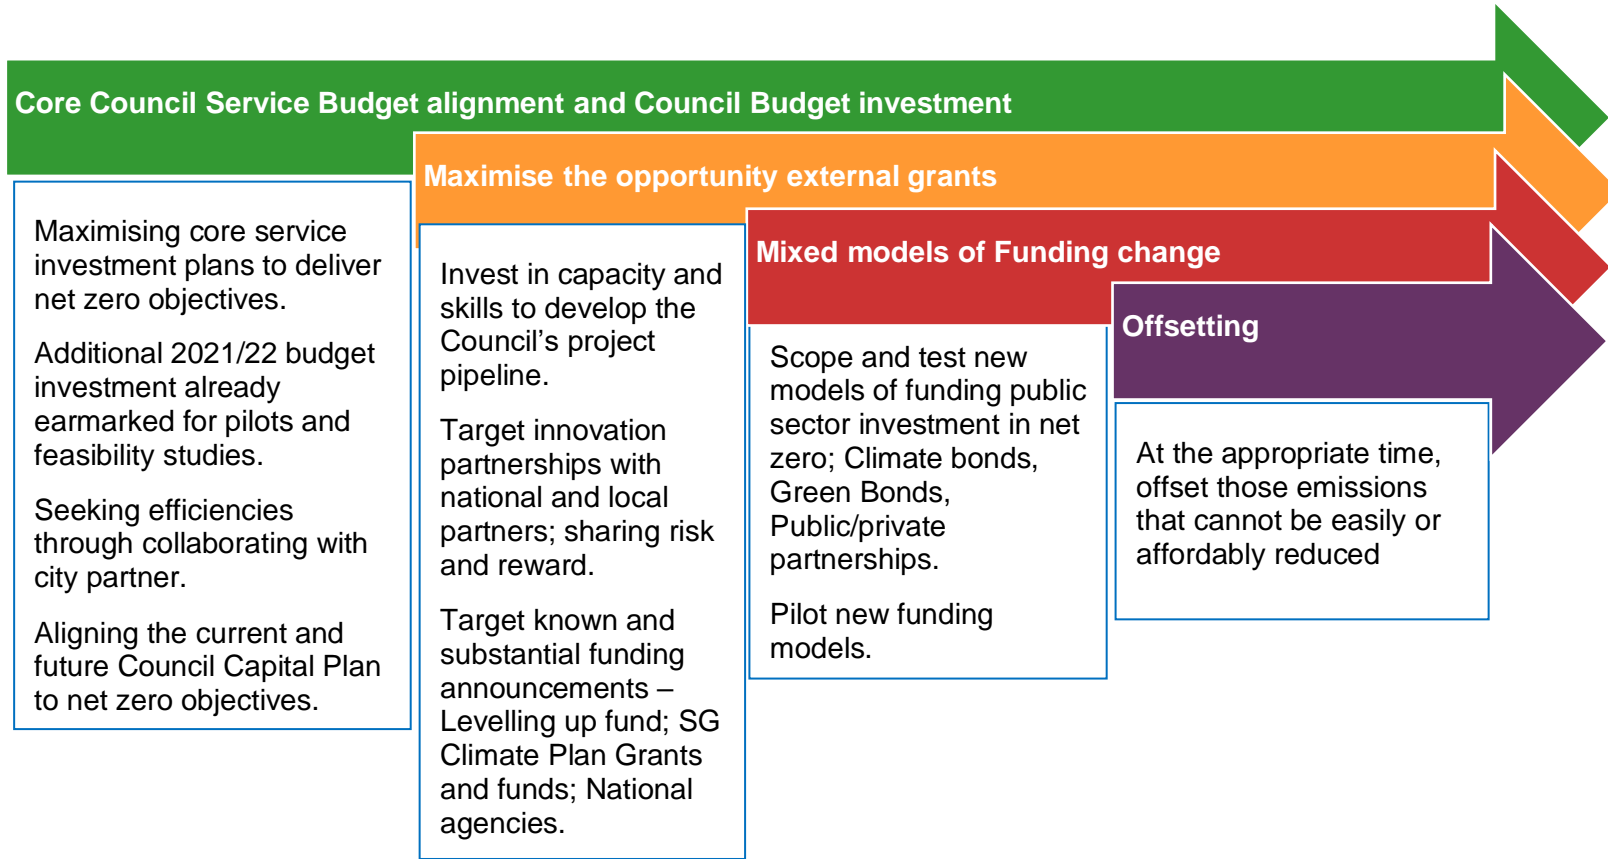 Core Council Service Budget alignment and Council Budget investment
Maximising core service
investment plans to deliver
net zero objectives.
Additional 2021/22 budget
investment already
earmarked for pilots and
feasibility studies.
Seeking efficiencies
through collaborating with
city partner.
Aligning the current and
future Council Capital Plan
to net zero objectives.
Maximise the opportunity external grants
Invest in capacity and
skills to develop the
Council’s project
pipeline.
Target innovation
partnerships with
national and local
partners; sharing risk
and reward.
Target known and
substantial funding
announcements –
Levelling up fund; SG
Climate Plan Grants
and funds; National
agencies.
Mixed models of Funding change
Scope and test new
models of funding public
sector investment in net
zero; Climate bonds,
Green Bonds,
Public/private
partnerships.
Pilot new funding
models.
Offsetting
At the appropriate time,
offset those emissions
that cannot be easily or
affordably reduced